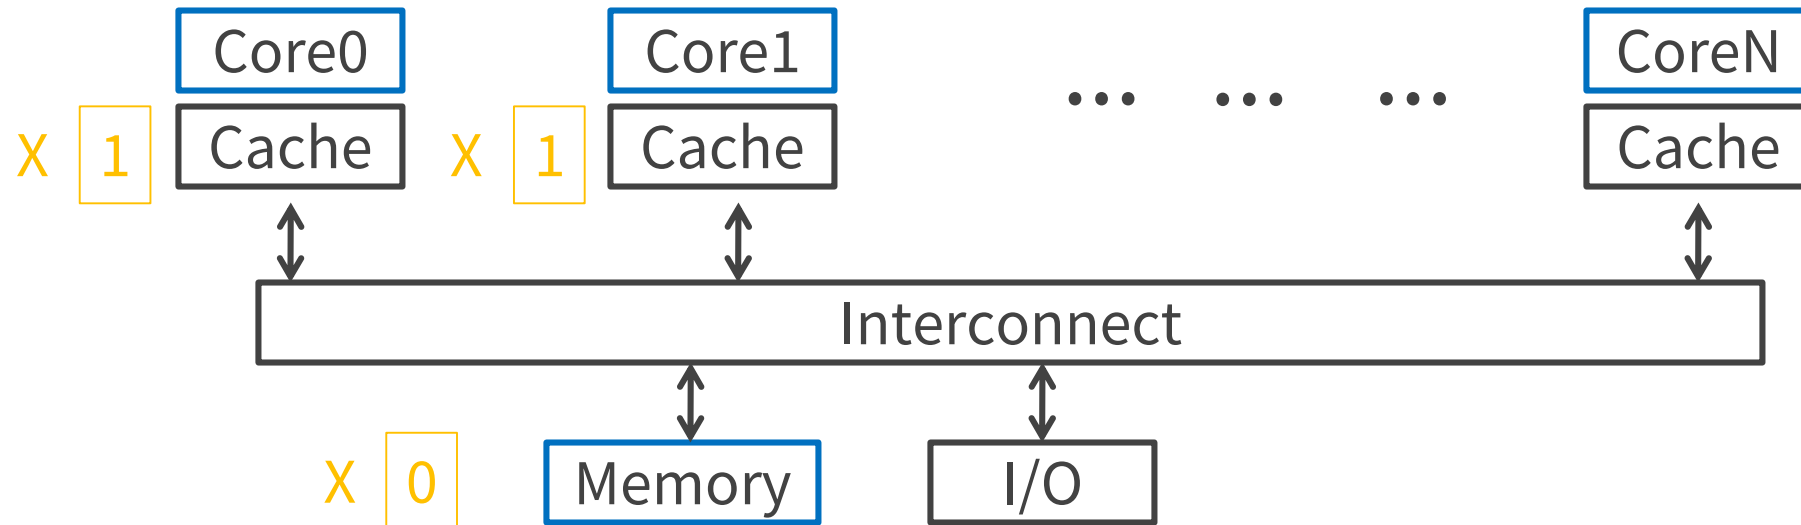 Core0 Core1 ... ... ... CoreN
X 1 Cache X 1 Cache Cache
Interconnect
X 0 Memory I/O